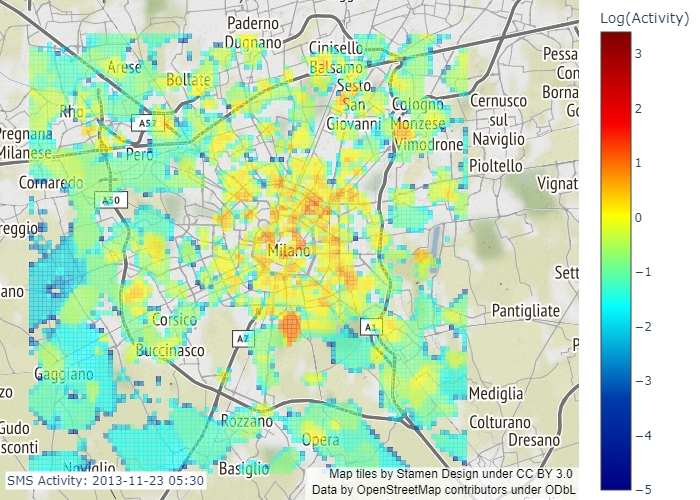 Log(Activity)
3
2
1
0
−1
−2
−3
−4
−5
Paderno
Dugnano
Cinisello
Balsamo
Arese
Bollate
Sesto
San
Giovanni
Cologno
Monzese
Cernusco
sul
Naviglio
Pessa
Con
Borna
Go
Rho
A52
Pregnana
Milanese
Pero
Vimodrone
Pioltello
Cornaredo
Vignat
A50
reggio
Milano
Sett
ano
Pantigliate
Corsico
A7
A1
Buccinasco
P
Gaggiano
zo
Mediglia
Rozzano
Colturano
Gudo
sconti
Opera
Dresano
Noviglio
Basiglio
SMS Activity: 2013-11-23 05:30
Map tiles by Stamen Design under CC BY 3.0
Data by OpenStreetMap contributors under ODbL